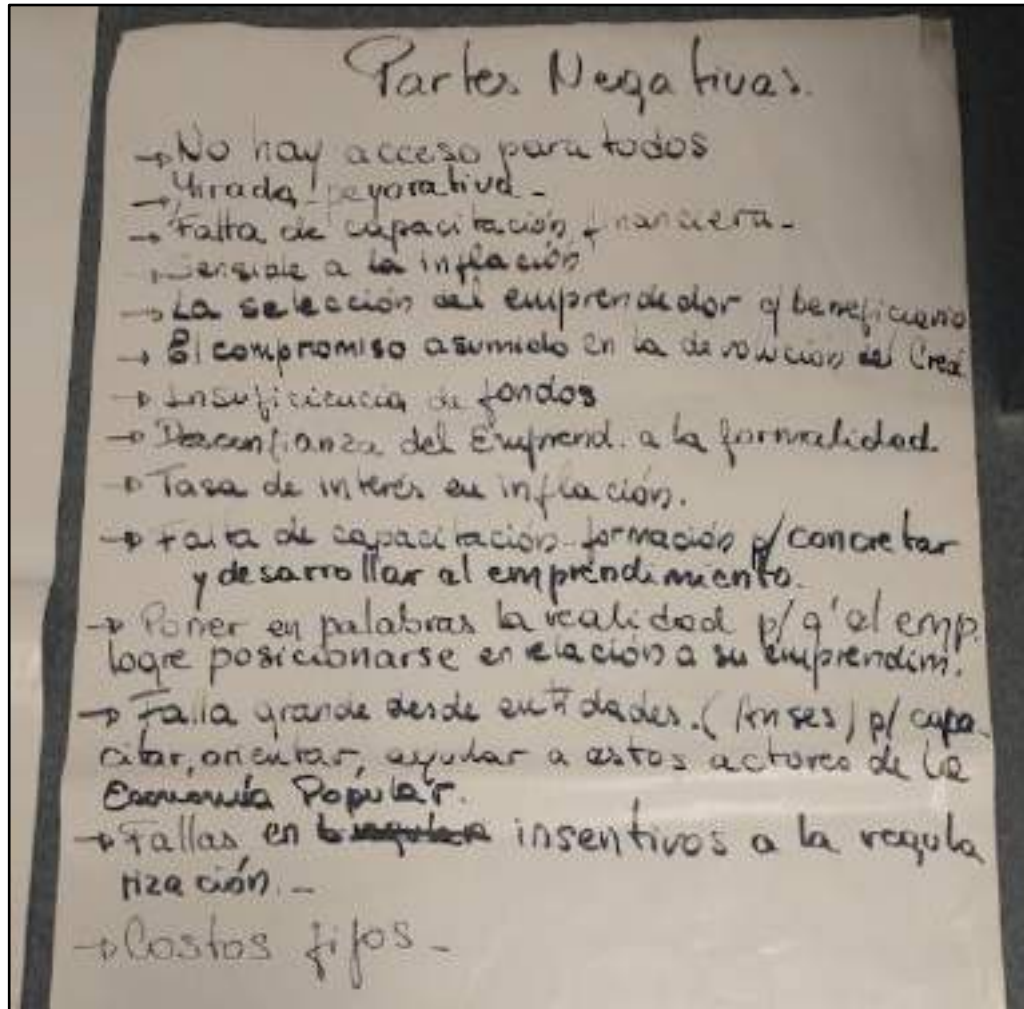 Partes Negativas.
→ No hay acceso para todos
→ Mirada peyorativa -
→ Falta de capacitación financiera -
→ Sensible a la inflación
→ La selección del emprendedor y beneficiario
→ El compromiso asumido en la devolución del Cred
→ Insuficiencia de fondos
→ Desconfianza del Emprend. a la formalidad.
→ Tasa de interés en inflación.
→ Falta de capacitación formación p/ concretar
y desarrollar el emprendimiento.
→ Poner en palabras la realidad p/ q' el emp.
logre posicionarse en relación a su emprendim.
→ Falla grande desde entidades. (Anses) p/ capa-
citar, orientar, ayudar a estos actores de la
Economía Popular.
→ Fallas en insentivos a la regula
rización. -
→ Costos fijos -